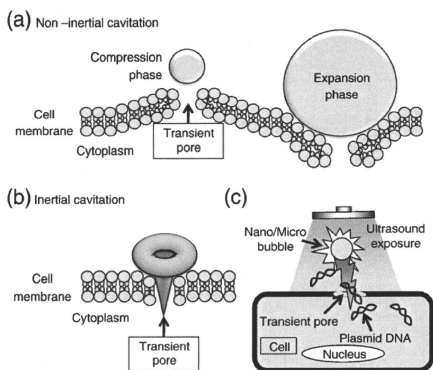 (a) Non –inertial cavitation
Compression
phase
Expansion
phase
Cell
membrane
Cytoplasm
Transient
pore
(b) Inertial cavitation
Cell
membrane
Cytoplasm
Transient
pore
(c)
Nano/Micro
bubble
Ultrasound
exposure
Transient pore
Plasmid DNA
Cell
Nucleus